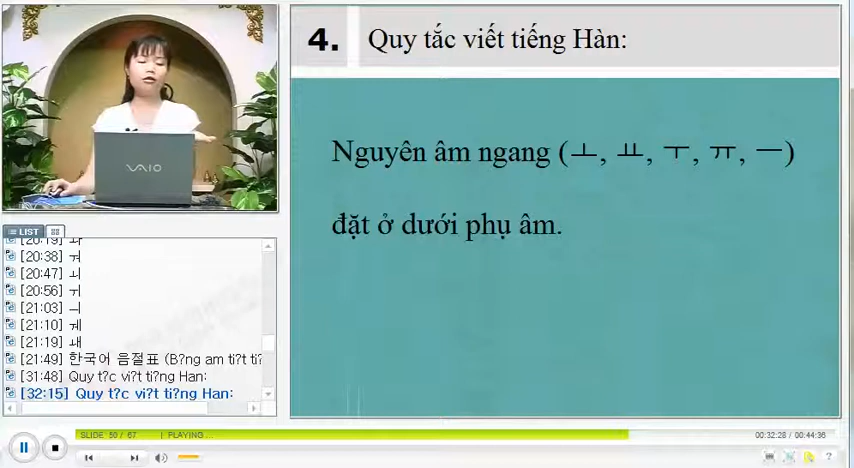 4. Quy tắc viết tiếng Hàn:
Nguyên âm ngang (ㅗ, ㅛ, ㅜ, ㅠ, ㅡ)
đặt ở dưới phụ âm.
VAIO
LIST
[20:19] ㅘ
[20:38] ㅝ
[20:47] ㅚ
[20:56] ㅟ
[21:03] ㅢ
[21:10] ㅞ
[21:19] ㅙ
[21:49] 한국어 음절표 (B?ng am ti?t ti?
[31:48] Quy t?c vi?t ti?ng Han:
[32:15] Quy t?c vi?t ti?ng Han:
SLIDE 50 / 67 | PLAYING...
00:32:28 / 00:44:36